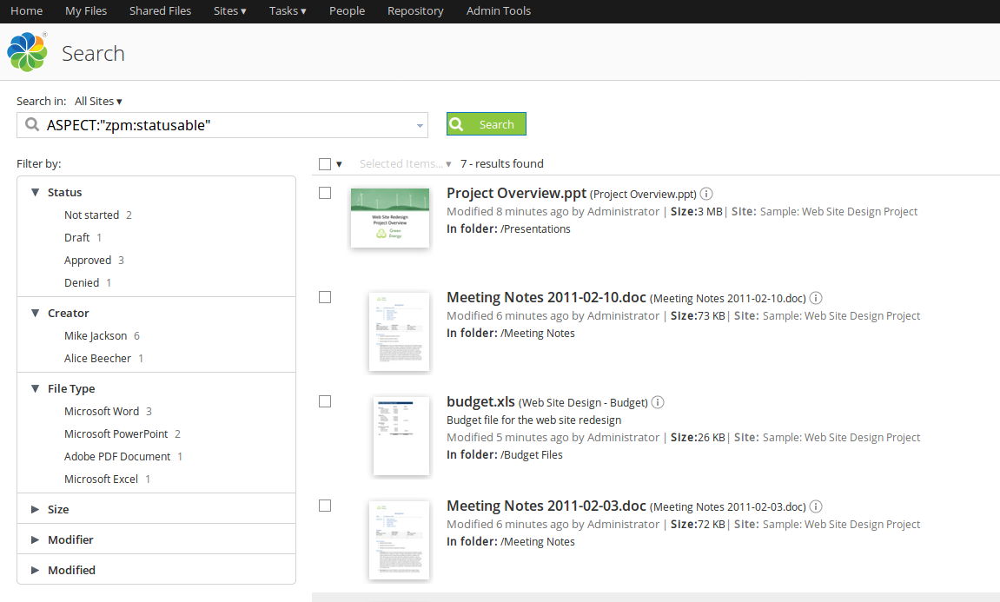 Home My Files Shared Files Sites ▾ Tasks ▾ People Repository Admin Tools
Search
Search in: All Sites ▾
ASPECT:"zpm:statusable"
Search
Filter by:
Status
Not started 2
Draft 1
Approved 3
Denied 1
Creator
Mike Jackson 6
Alice Beecher 1
File Type
Microsoft Word 3
Microsoft PowerPoint 2
Adobe PDF Document 1
Microsoft Excel 1
Size
Modifier
Modified
Selected Items... ▾ 7 - results found
Web Site Redesign
Project Overview
Green
Energy
Project Overview.ppt (Project Overview.ppt)
Modified 8 minutes ago by Administrator | Size:3 MB| Site: Sample: Web Site Design Project
In folder: /Presentations
Meeting Notes 2011-02-10.doc (Meeting Notes 2011-02-10.doc)
Modified 6 minutes ago by Administrator | Size:73 KB| Site: Sample: Web Site Design Project
In folder: /Meeting Notes
budget.xls (Web Site Design - Budget)
Budget file for the web site redesign
Modified 5 minutes ago by Administrator | Size:26 KB| Site: Sample: Web Site Design Project
In folder: /Budget Files
Meeting Notes 2011-02-03.doc (Meeting Notes 2011-02-03.doc)
Modified 6 minutes ago by Administrator | Size:72 KB| Site: Sample: Web Site Design Project
In folder: /Meeting Notes